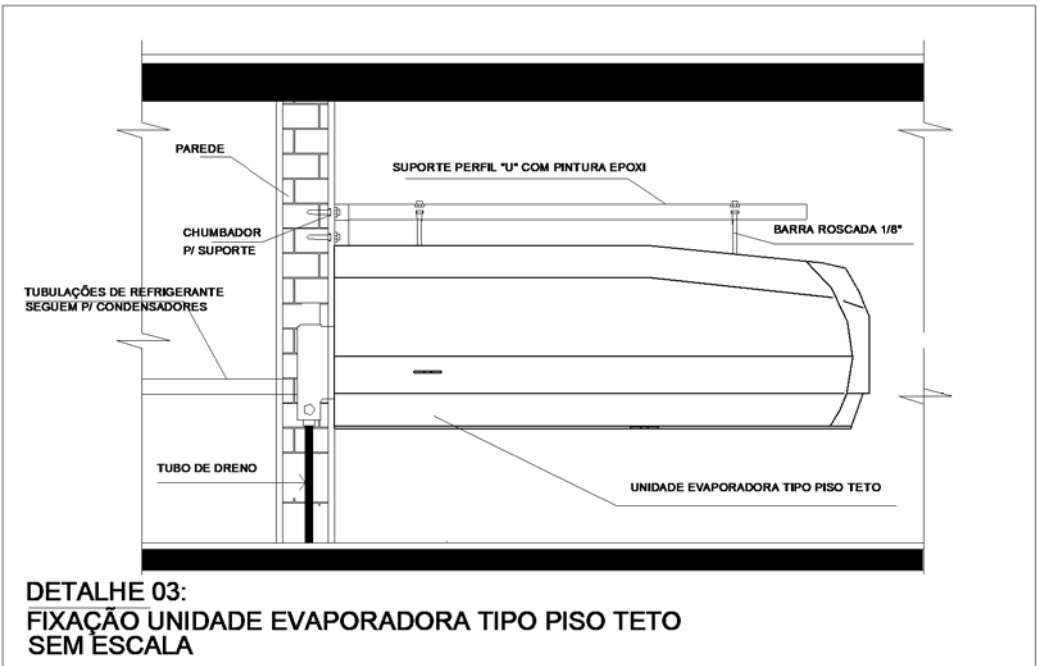 PAREDE
SUPORTE PERFIL "U" COM PINTURA EPOXI
CHUMBADOR
P/ SUPORTE
BARRA ROSCADA 1/8"
TUBULAÇÕES DE REFRIGERANTE
SEGUEM P/ CONDENSADORES
TUBO DE DRENO
UNIDADE EVAPORADORA TIPO PISO TETO
DETALHE 03:
FIXAÇÃO UNIDADE EVAPORADORA TIPO PISO TETO
SEM ESCALA